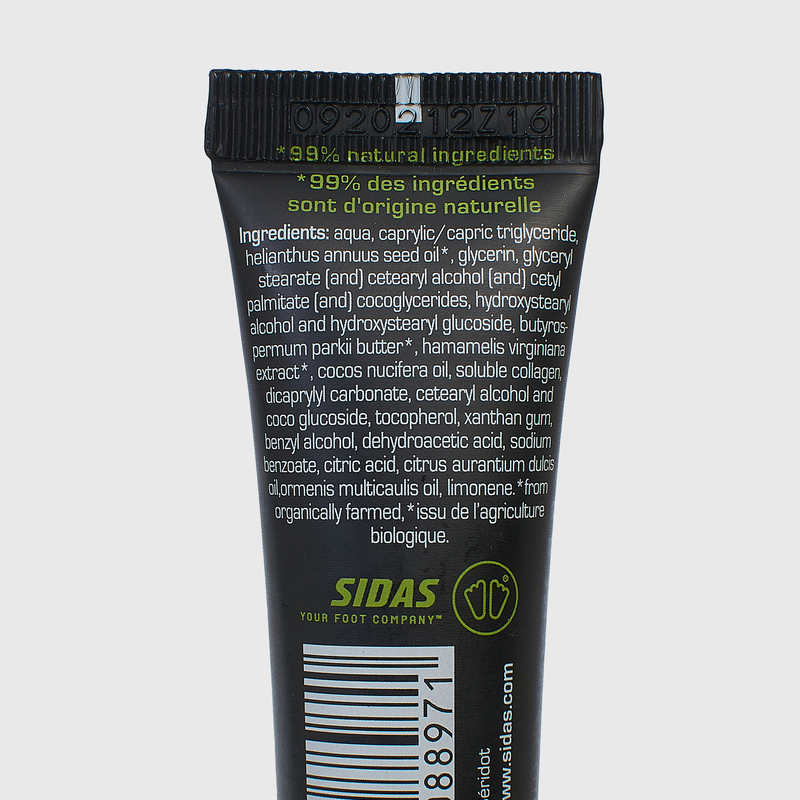 0920212Z16
*99% natural ingredients
*99% des ingrédients
sont d'origine naturelle
Ingredients: aqua, caprylic/capric triglyceride,
helianthus annuus seed oil*, glycerin, glyceryl
stearate (and) cetearyl alcohol (and) cetyl
palmitate (and) cocoglycerides, hydroxystearyl
alcohol and hydroxystearyl glucoside, butyros-
permum parkii butter*, hamamelis virginiana
extract*, cocos nucifera oil, soluble collagen,
dicaprylyl carbonate, cetearyl alcohol and
coco glucoside, tocopherol, xanthan gum,
benzyl alcohol, dehydroacetic acid, sodium
benzoate, citric acid, citrus aurantium dulcis
oil,ormenis multicaulis oil, limonene.*from
organically farmed,*issu de l'agriculture
biologique.
SIDAS
YOUR FOOT COMPANY™
88971
www.sidas.com